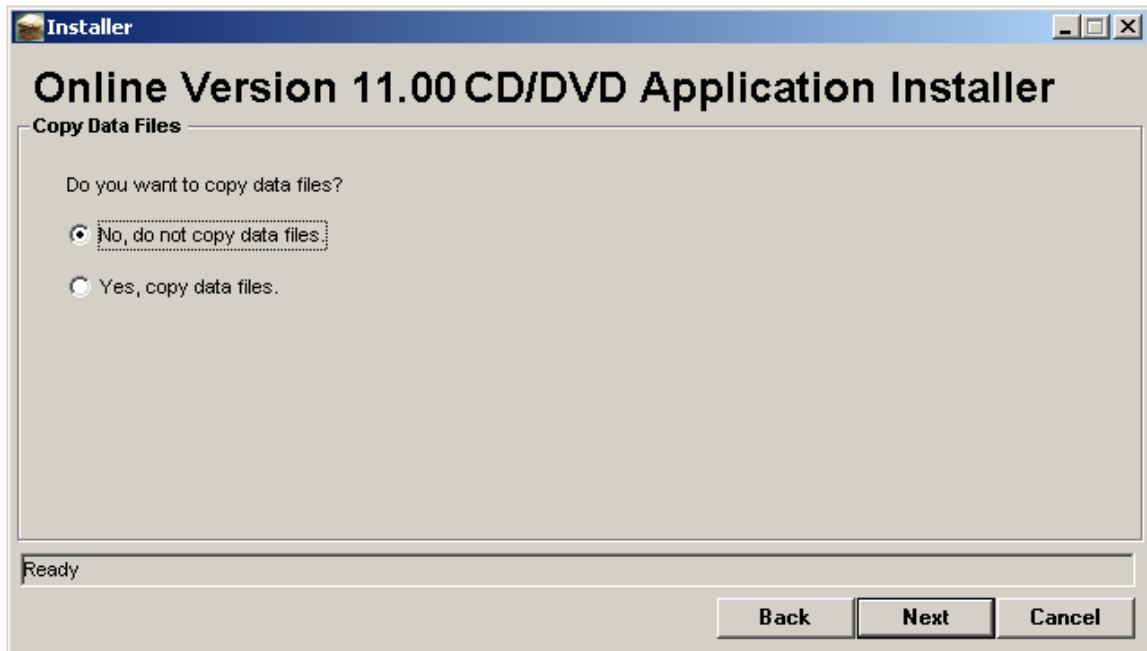 Installer
Online Version 11.00 CD/DVD Application Installer
Copy Data Files
Do you want to copy data files?
No, do not copy data files.
Yes, copy data files.
Ready
Back Next Cancel